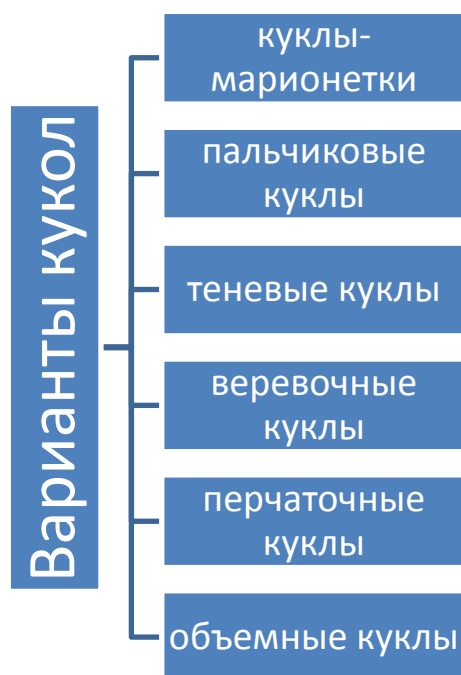 Варианты кукол
куклы-
марионетки
пальчиковые
куклы
теневые куклы
веревочные
куклы
перчаточные
куклы
объемные куклы